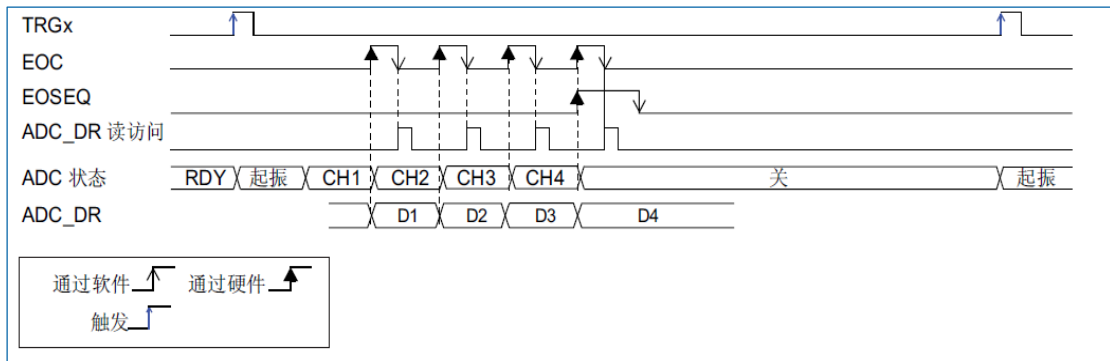 TRGx
EOC
EOSEQ
ADC_DR 读访问
ADC 状态 RDY 起振 CH1 CH2 CH3 CH4 关 起振
ADC_DR D1 D2 D3 D4
通过软件 通过硬件
触发